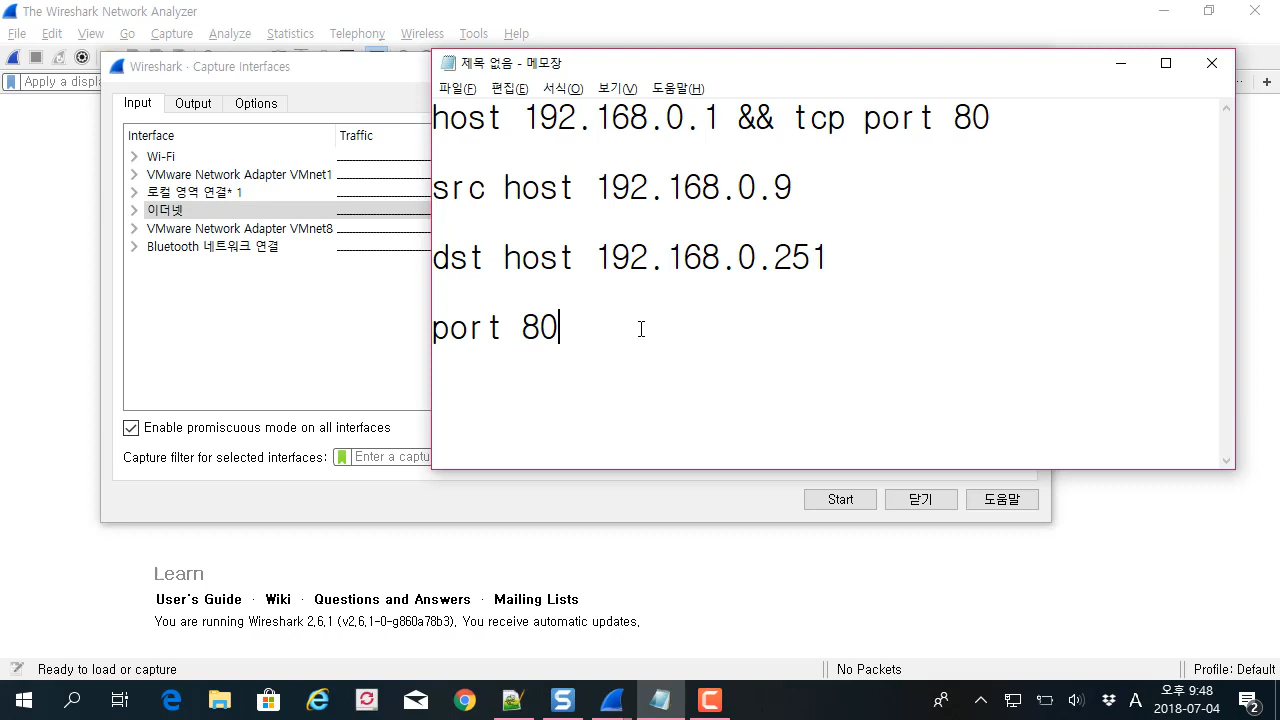 The Wireshark Network Analyzer
File Edit View Go Capture Analyze Statistics Telephony Wireless Tools Help
Apply a displa
Wireshark · Capture Interfaces
Input Output Options
Interface Traffic
Wi-Fi
VMware Network Adapter VMnet1
로컬 영역 연결* 1
이더넷
VMware Network Adapter VMnet8
Bluetooth 네트워크 연결
Enable promiscuous mode on all interfaces
Capture filter for selected interfaces: Enter a captu
Start 닫기 도움말
제목 없음 - 메모장
파일(F) 편집(E) 서식(O) 보기(V) 도움말(H)
host 192.168.0.1 && tcp port 80
src host 192.168.0.9
dst host 192.168.0.251
port 80
Learn
User's Guide · Wiki · Questions and Answers · Mailing Lists
You are running Wireshark 2.6.1 (v2.6.1-0-g860a78b3). You receive automatic updates.
Ready to load or capture No Packets Profile: Default
A 오후 9:48
2018-07-04
2